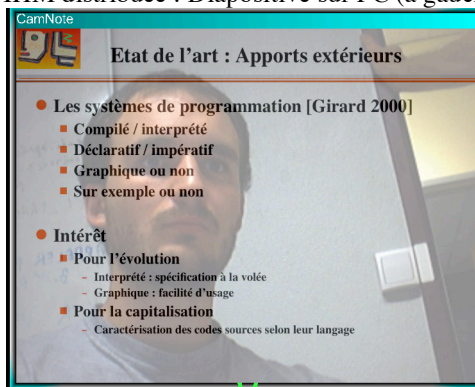 CamNote
Etat de l'art : Apports extérieurs
Les systèmes de programmation [Girard 2000]
Compilé / interprété
Déclaratif / impératif
Graphique ou non
Sur exemple ou non
Intérêt
Pour l'évolution
– Interprété : spécification à la volée
– Graphique : facilité d'usage
Pour la capitalisation
– Caractérisation des codes sources selon leur langage